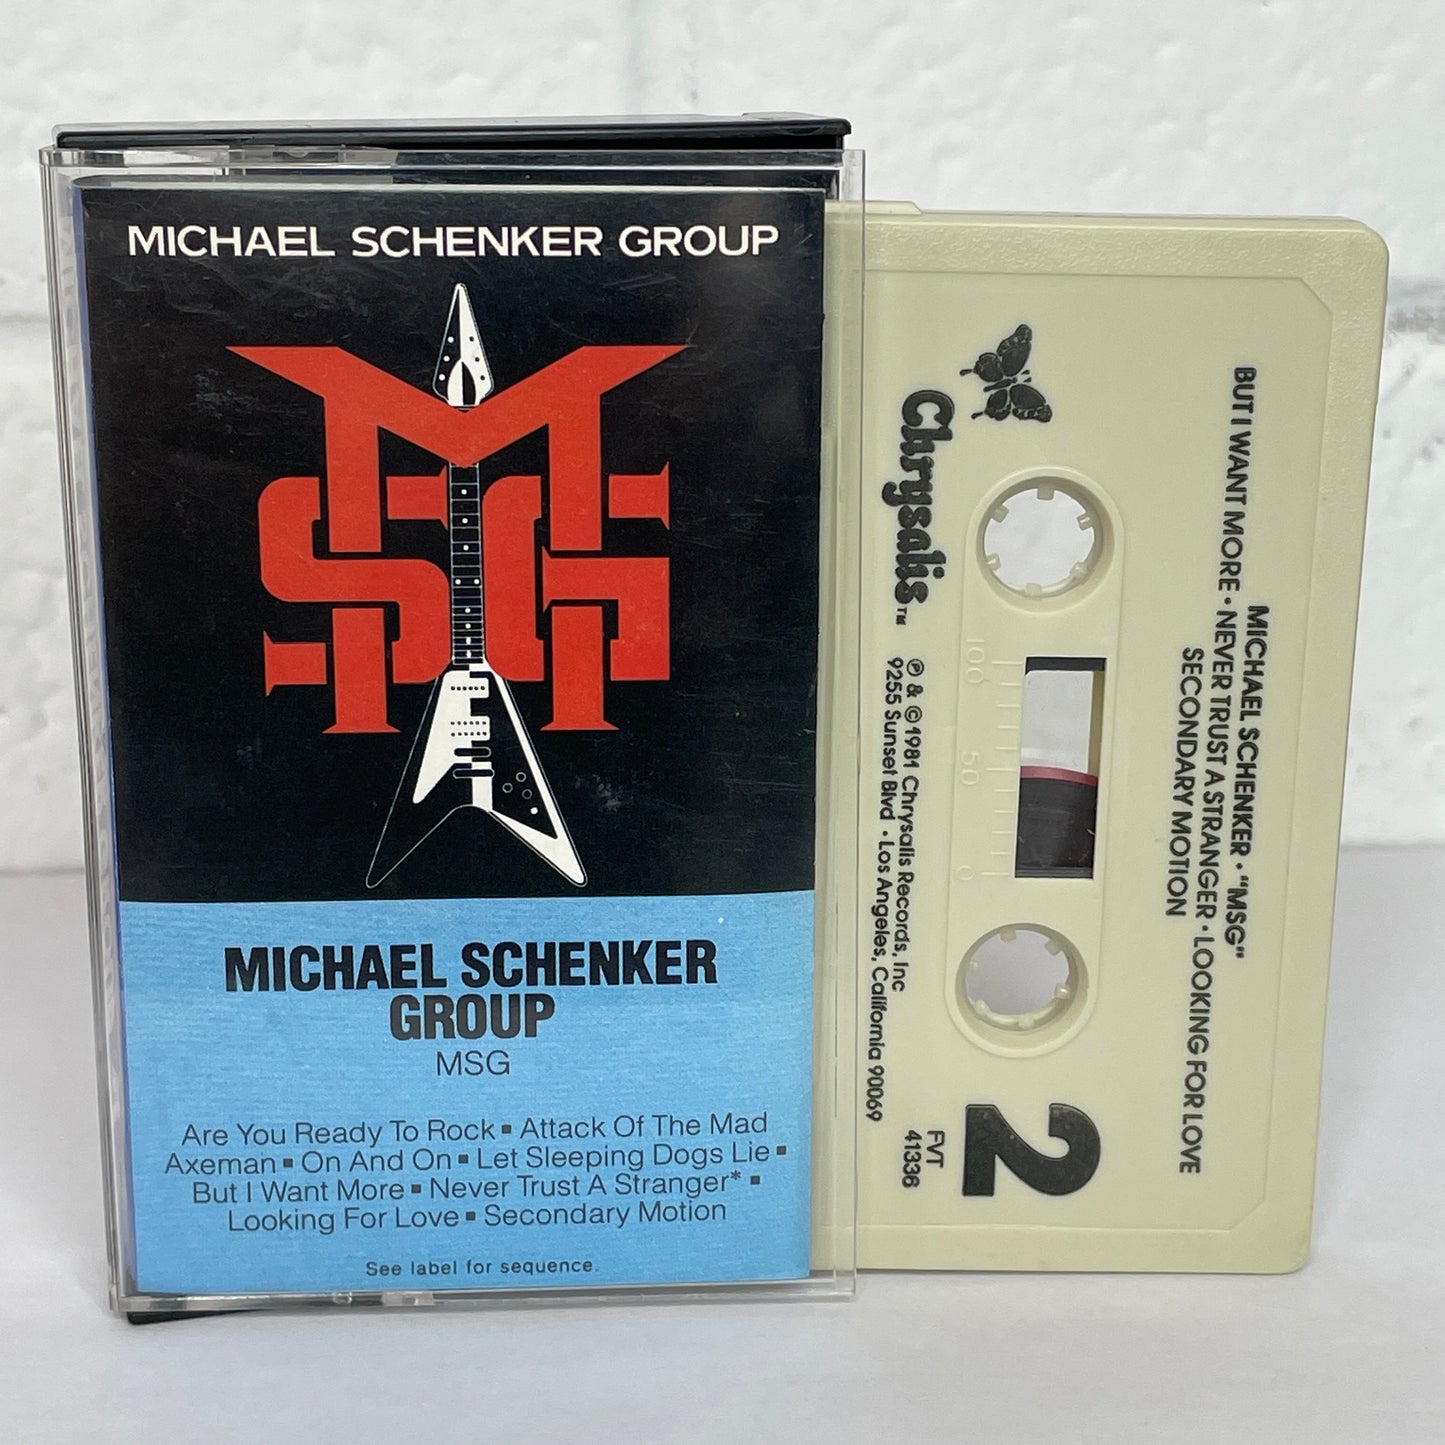 MICHAEL SCHENKER GROUP
MSG
MICHAEL SCHENKER
GROUP
MSG
Are You Ready To Rock ▪ Attack Of The Mad
Axeman ▪ On And On ▪ Let Sleeping Dogs Lie ▪
But I Want More ▪ Never Trust A Stranger* ▪
Looking For Love ▪ Secondary Motion
See label for sequence.
MICHAEL SCHENKER • "MSG"
BUT I WANT MORE • NEVER TRUST A STRANGER • LOOKING FOR LOVE
SECONDARY MOTION
100 50 0
2
Chrysalis™
℗ & © 1981 Chrysalis Records, Inc
9255 Sunset Blvd • Los Angeles, California 90069
FVT
41336